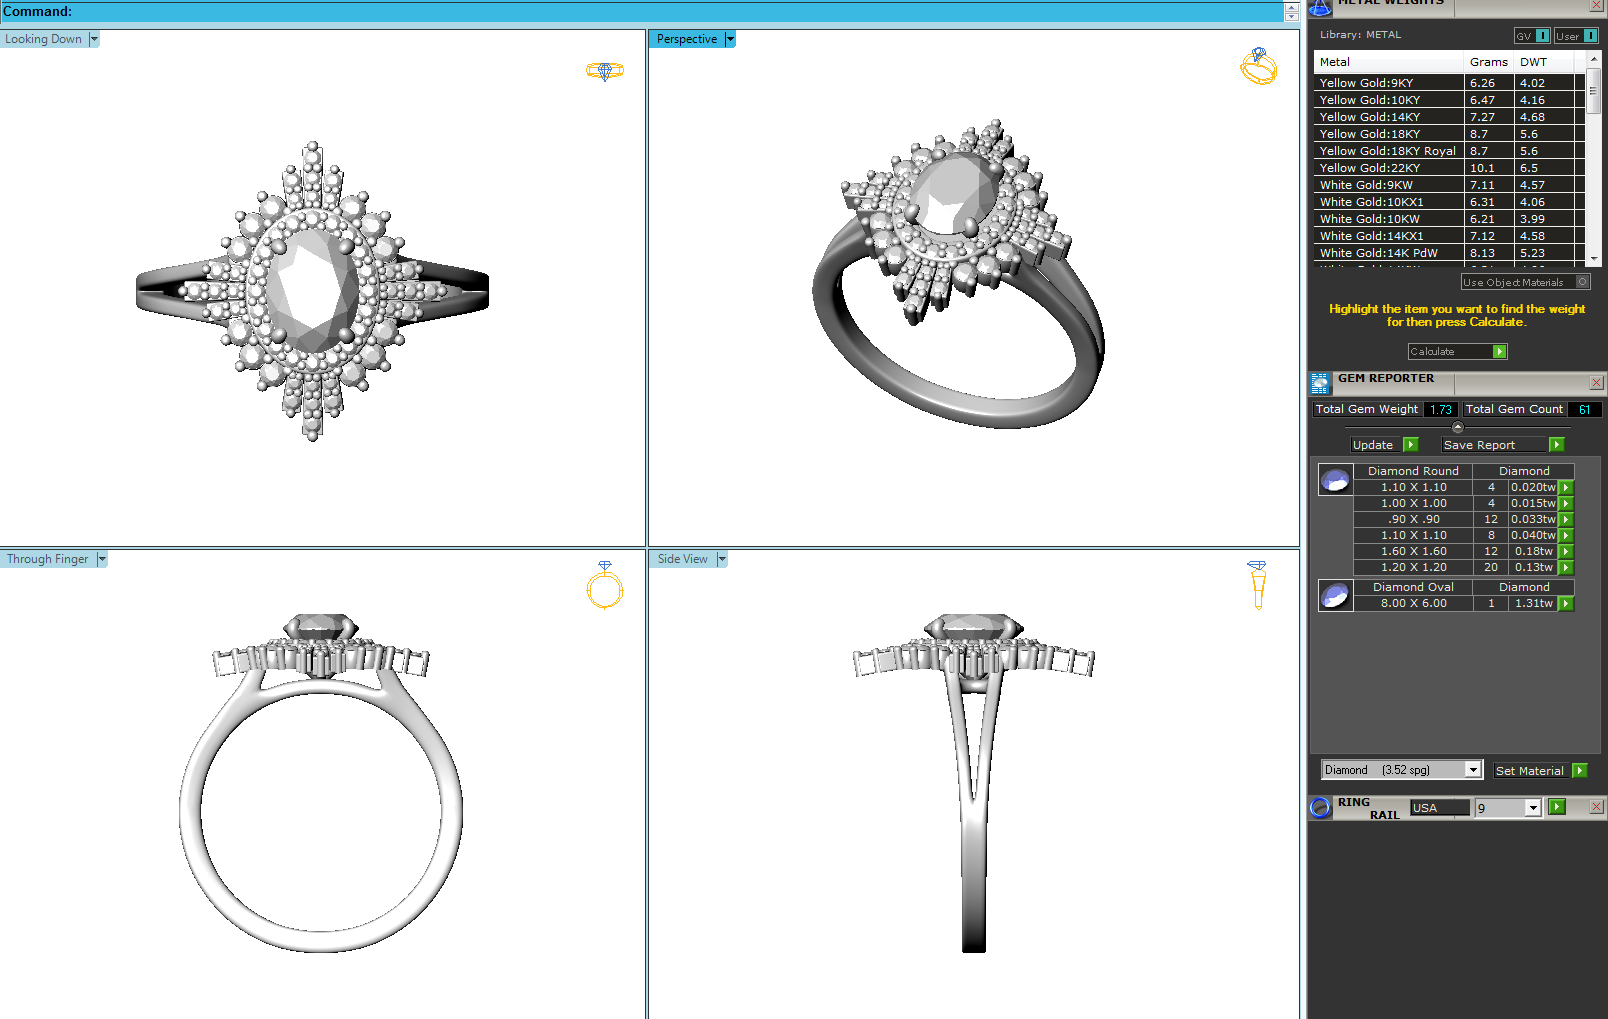 Command:
Looking Down
Perspective
Through Finger
Side View
METAL WEIGHTS
Library: METAL
GV I User I
Metal Grams DWT
Yellow Gold:9KY 6.26 4.02
Yellow Gold:10KY 6.47 4.16
Yellow Gold:14KY 7.27 4.68
Yellow Gold:18KY 8.7 5.6
Yellow Gold:18KY Royal 8.7 5.6
Yellow Gold:22KY 10.1 6.5
White Gold:9KW 7.11 4.57
White Gold:10KX1 6.31 4.06
White Gold:10KW 6.21 3.99
White Gold:14KX1 7.12 4.58
White Gold:14K PdW 8.13 5.23
Use Object Materials O
Highlight the item you want to find the weight
for then press Calculate.
Calculate
GEM REPORTER
Total Gem Weight 1.73 Total Gem Count 61
Update Save Report
Diamond Round Diamond
1.10 X 1.10 4 0.020tw
1.00 X 1.00 4 0.015tw
.90 X .90 12 0.033tw
1.10 X 1.10 8 0.040tw
1.60 X 1.60 12 0.18tw
1.20 X 1.20 20 0.13tw
Diamond Oval Diamond
8.00 X 6.00 1 1.31tw
Diamond (3.52 spg) Set Material
RING
RAIL USA 9